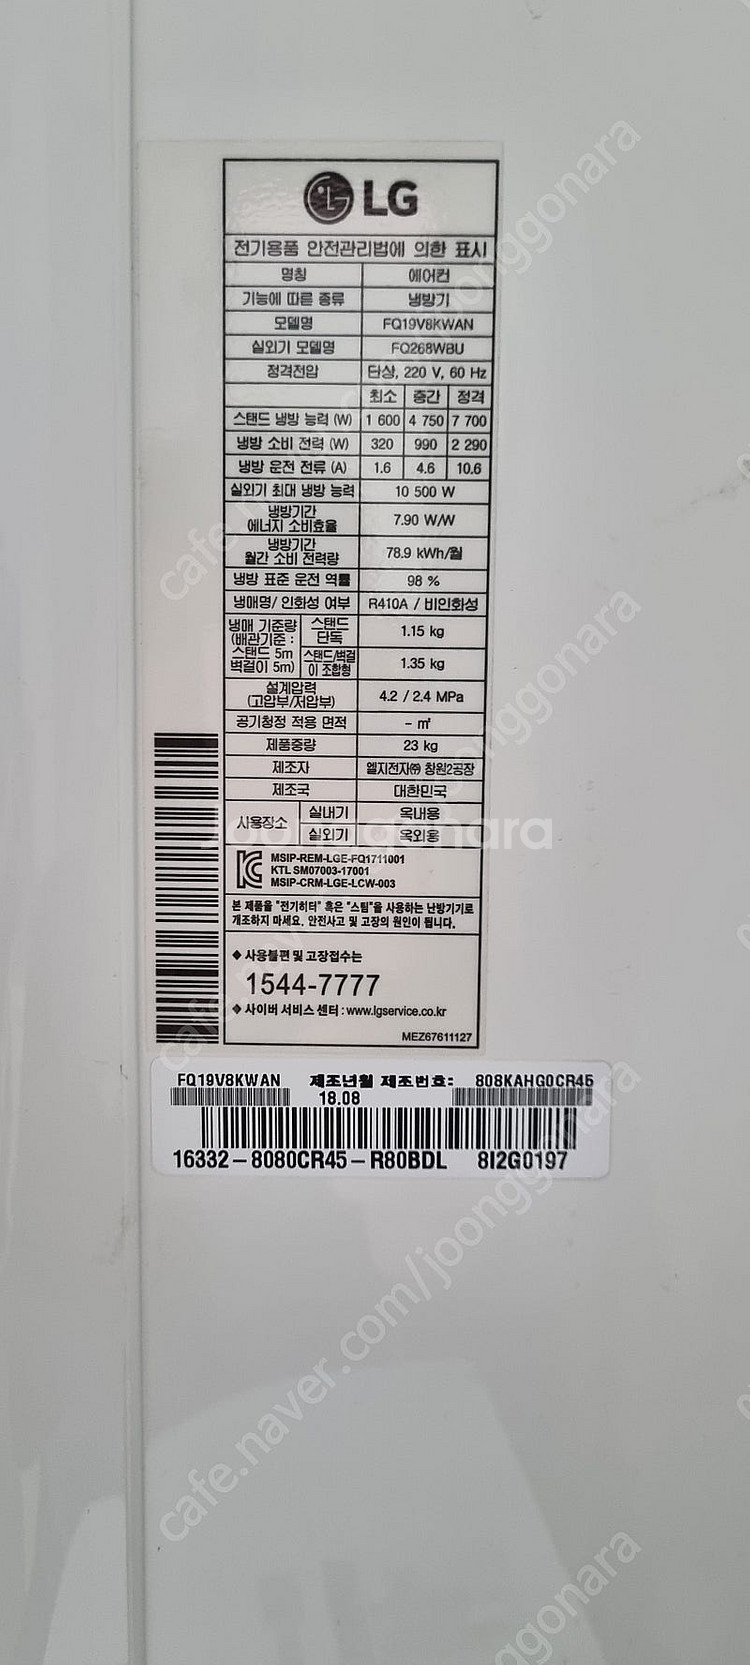 LG
전기용품 안전관리법에 의한 표시
명칭 에어컨
기능에 따른 종류 냉방기
모델명 FQ19V8KWAN
실외기 모델명 FQ268WBU
정격전압 단상, 220 V, 60 Hz
최소 중간 정격
스탠드 냉방 능력 (W) 1 600 4 750 7 700
냉방 소비 전력 (W) 320 990 2 290
냉방 운전 전류 (A) 1.6 4.6 10.6
실외기 최대 냉방 능력 10 500 W
냉방기간
에너지 소비효율 7.90 W/W
냉방기간
월간 소비 전력량 78.9 kWh/월
냉방 표준 운전 역률 98 %
냉매명/ 인화성 여부 R410A / 비인화성
냉매 기준량
(배관기준 :
스탠드 5m
벽걸이 5m)
스탠드
단독 1.15 kg
스탠드/벽걸
이 조합형 1.35 kg
설계압력
(고압부/저압부) 4.2 / 2.4 MPa
공기청정 적용 면적 - ㎡
제품중량 23 kg
제조자 엘지전자㈜ 창원2공장
제조국 대한민국
사용장소 실내기 옥내용
실외기 옥외용
MSIP-REM-LGE-FQ1711001
KTL SM07003-17001
MSIP-CRM-LGE-LCW-003
본 제품을 "전기히터" 혹은 "스팀"을 사용하는 난방기기로
개조하지 마세요. 안전사고 및 고장의 원인이 됩니다.
◆ 사용불편 및 고장접수는
1544-7777
◆ 사이버 서비스 센터 : www.lgservice.co.kr
MEZ67611127
FQ19V8KWAN 제조년월 제조번호: 808KAHG0CR45
18.08
16332-8080CR45-R80BDL 8I2G0197
Joonggonara
cafe.naver.com/joonggonara